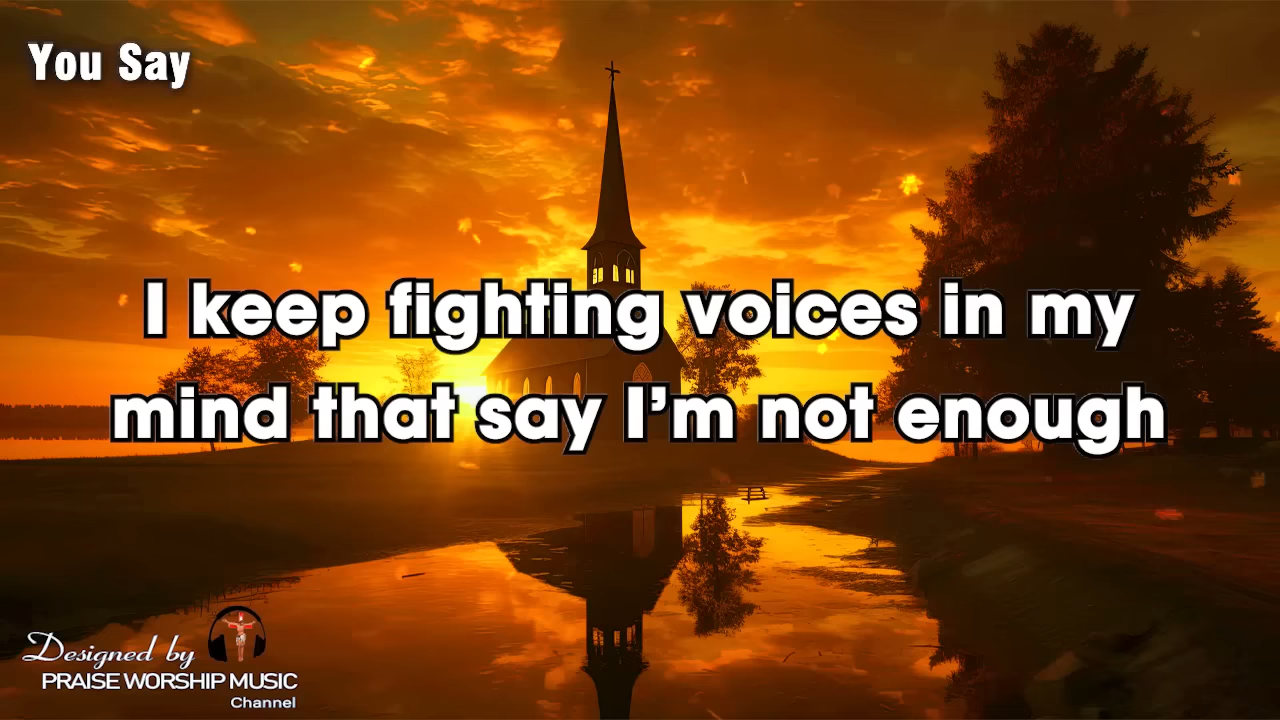 You Say
I keep fighting voices in my
mind that say I’m not enough
Designed by
PRAISE WORSHIP MUSIC
Channel